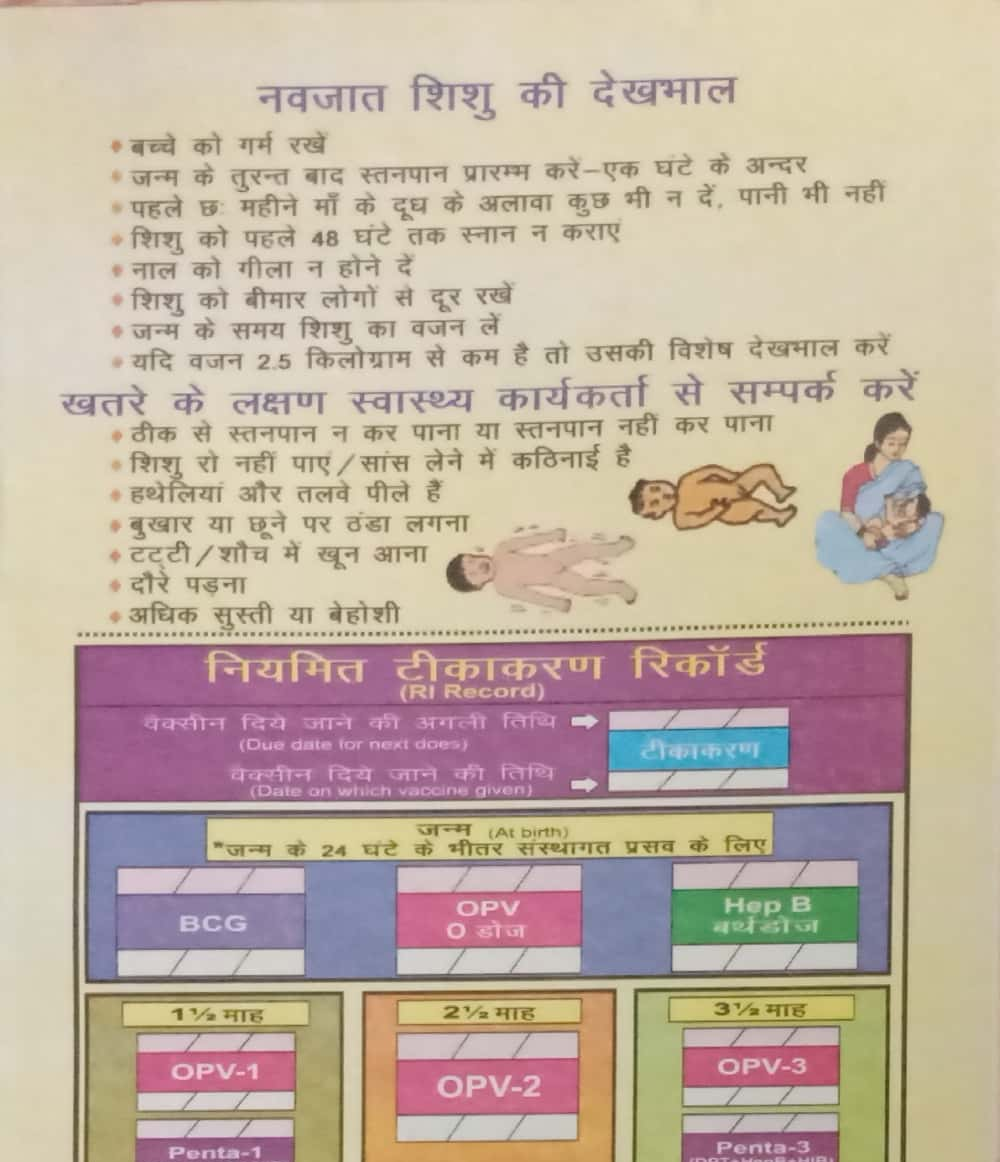 नवजात शिशु की देखभाल
बच्चे को गर्म रखें
जन्म के तुरन्त बाद स्तनपान प्रारम्भ करें–एक घंटे के अन्दर
पहले छः महीने माँ के दूध के अलावा कुछ भी न दें, पानी भी नहीं
शिशु को पहले 48 घंटे तक स्नान न कराएं
नाल को गीला न होने दें
शिशु को बीमार लोगों से दूर रखें
जन्म के समय शिशु का वजन लें
यदि वजन 2.5 किलोग्राम से कम है तो उसकी विशेष देखभाल करें
खतरे के लक्षण स्वास्थ्य कार्यकर्ता से सम्पर्क करें
ठीक से स्तनपान न कर पाना या स्तनपान नहीं कर पाना
शिशु रो नहीं पाए/सांस लेने में कठिनाई है
हथेलियां और तलवे पीले हैं
बुखार या छूने पर ठंडा लगना
टट्टी/शौच में खून आना
दौरे पड़ना
अधिक सुस्ती या बेहोशी
नियमित टीकाकरण रिकॉर्ड
(RI Record)
वैक्सीन दिये जाने की अगली तिथि
(Due date for next does)
टीकाकरण
वैक्सीन दिये जाने की तिथि
(Date on which vaccine given)
जन्म (At birth)
"जन्म के 24 घंटे के भीतर संस्थागत प्रसव के लिए
BCG
OPV
0 डोज
Hep B
बर्थडोज
1½ माह
2½ माह
3½ माह
OPV-1
OPV-2
OPV-3
Penta-1
Penta-3